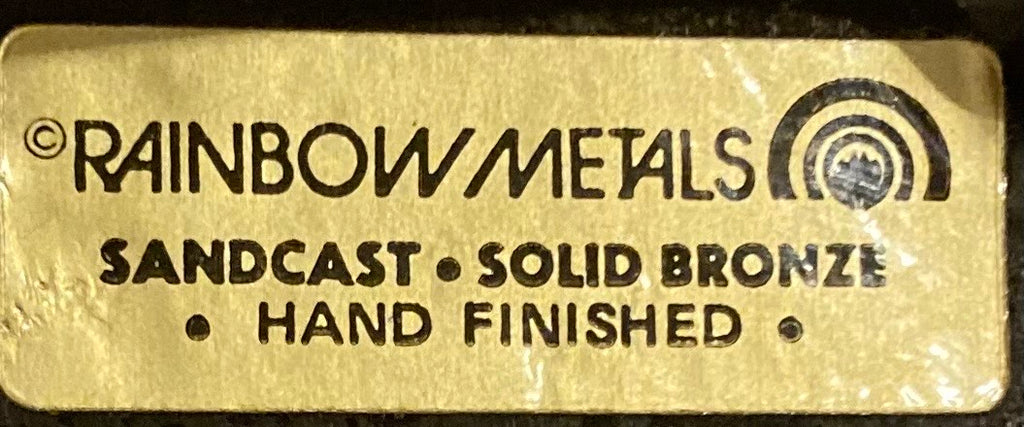 ©RAINBOW METALS
SANDCAST • SOLID BRONZE
• HAND FINISHED •